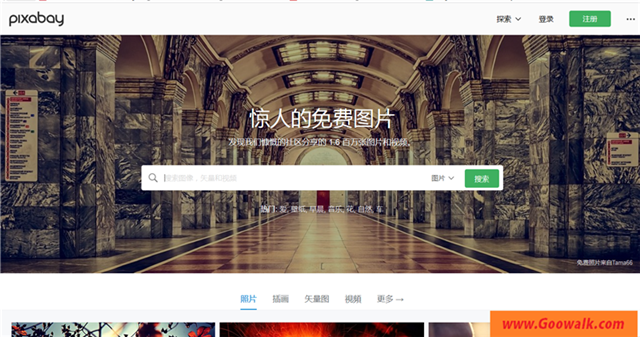 pixabay
探索 登录 注册
惊人的免费图片
发现我们慷慨的社区分享的 1.6 百万张图片和视频。
搜索图像，矢量和视频 图片 搜索
热门: 爱, 壁纸, 早晨, 音乐, 花, 自然, 车
免费照片来自Tama66
照片 插画 矢量图 视频 更多 →
www.Goowalk.com